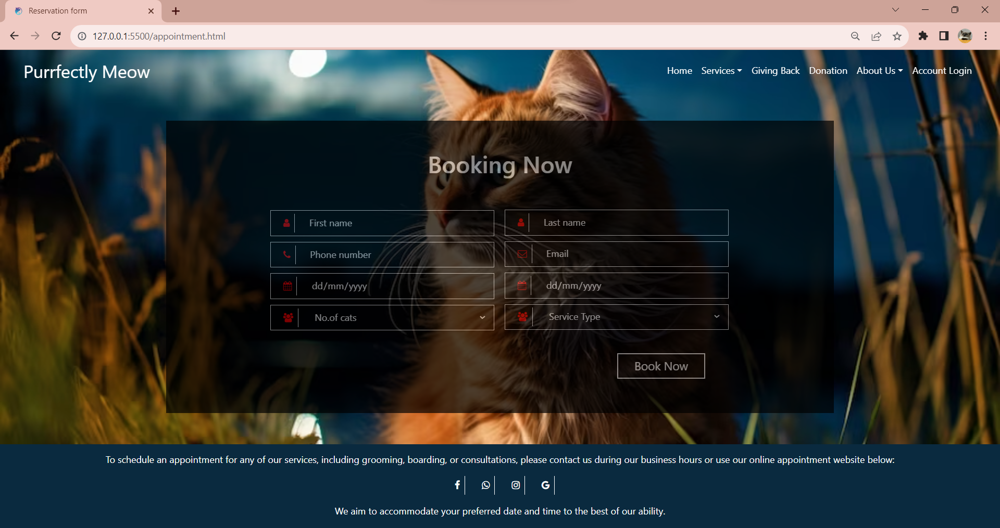 Reservation form
127.0.0.1:5500/appointment.html
Purrfectly Meow
Home Services Giving Back Donation About Us Account Login
Booking Now
First name Last name
Phone number Email
dd/mm/yyyy dd/mm/yyyy
No.of cats Service Type
Book Now
To schedule an appointment for any of our services, including grooming, boarding, or consultations, please contact us during our business hours or use our online appointment website below:
We aim to accommodate your preferred date and time to the best of our ability.